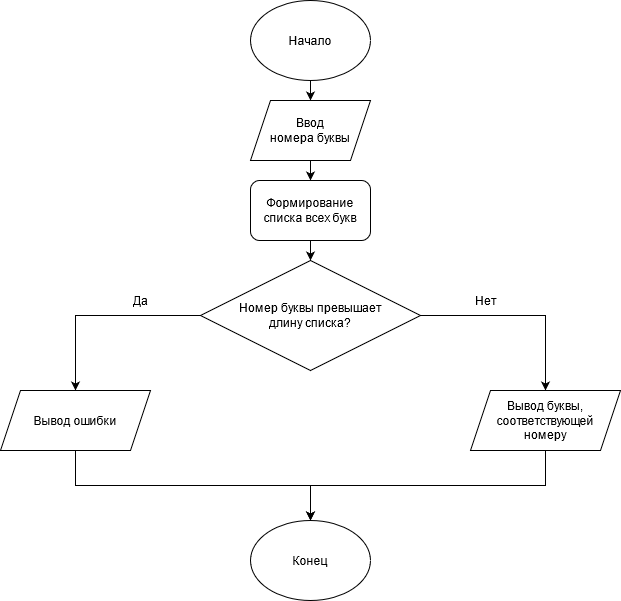 Начало
Ввод
номера буквы
Формирование
списка всех букв
Номер буквы превышает
длину списка?
Да
Нет
Вывод ошибки
Вывод буквы,
соответствующей
номеру
Конец